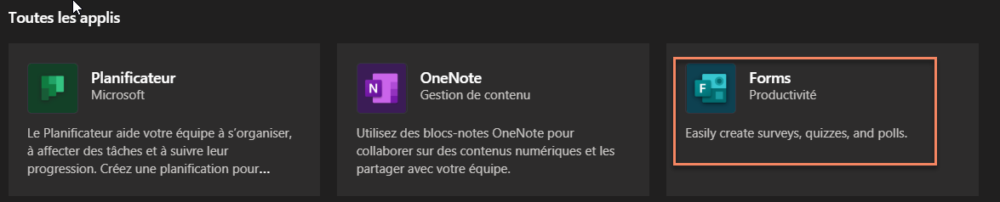 Toutes les applis
Planificateur
Microsoft
Le Planificateur aide votre équipe à s'organiser,
à affecter des tâches et à suivre leur
progression. Créez une planification pour...
N
OneNote
Gestion de contenu
Utilisez des blocs-notes OneNote pour
collaborer sur des contenus numériques et les
partager avec votre équipe.
F
Forms
Productivité
Easily create surveys, quizzes, and polls.